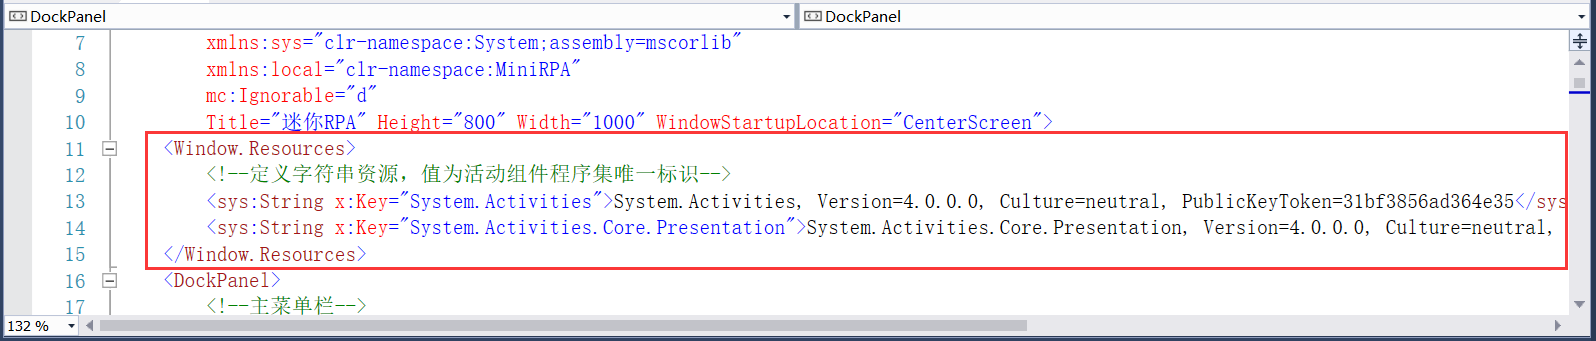 DockPanel
DockPanel
7 xmlns:sys="clr-namespace:System;assembly=mscorlib"
8 xmlns:local="clr-namespace:MiniRPA"
9 mc:Ignorable="d"
10 Title="迷你RPA" Height="800" Width="1000" WindowStartupLocation="CenterScreen">
11 <Window.Resources>
12 <!--定义字符串资源，值为活动组件程序集唯一标识-->
13 <sys:String x:Key="System.Activities">System.Activities, Version=4.0.0.0, Culture=neutral, PublicKeyToken=31bf3856ad364e35</sys
14 <sys:String x:Key="System.Activities.Core.Presentation">System.Activities.Core.Presentation, Version=4.0.0.0, Culture=neutral,
15 </Window.Resources>
16 <DockPanel>
17 <!--主菜单栏-->
132 %